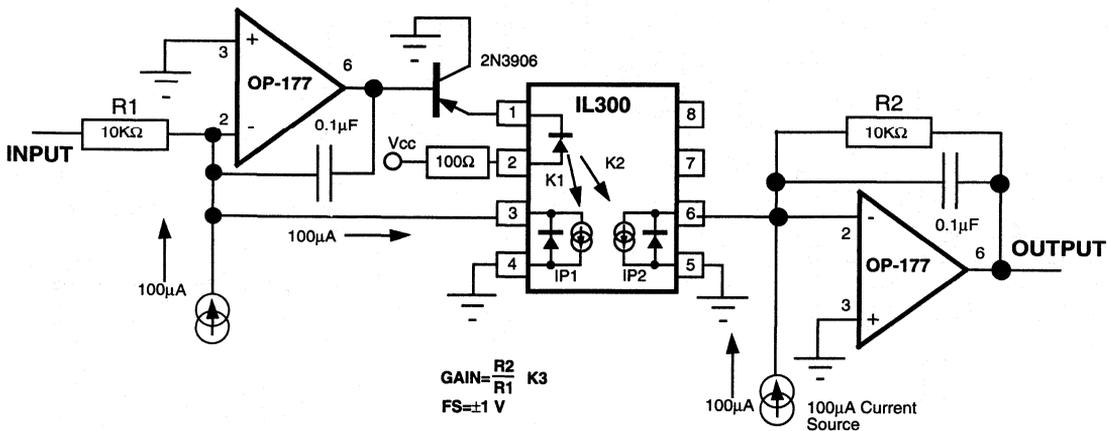 2N3906
6
+
3
OP-177
IL300
R1
10KΩ
2
-
0.1µF
INPUT
Vcc
100Ω
1
8
K1
K2
2
7
3
6
100µA
4
5
IP1
IP2
100µA
R2
10KΩ
0.1µF
-
2
OP-177
6
OUTPUT
3
+
GAIN=R2
R1 K3
FS=±1 V
100µA
100µA Current
Source